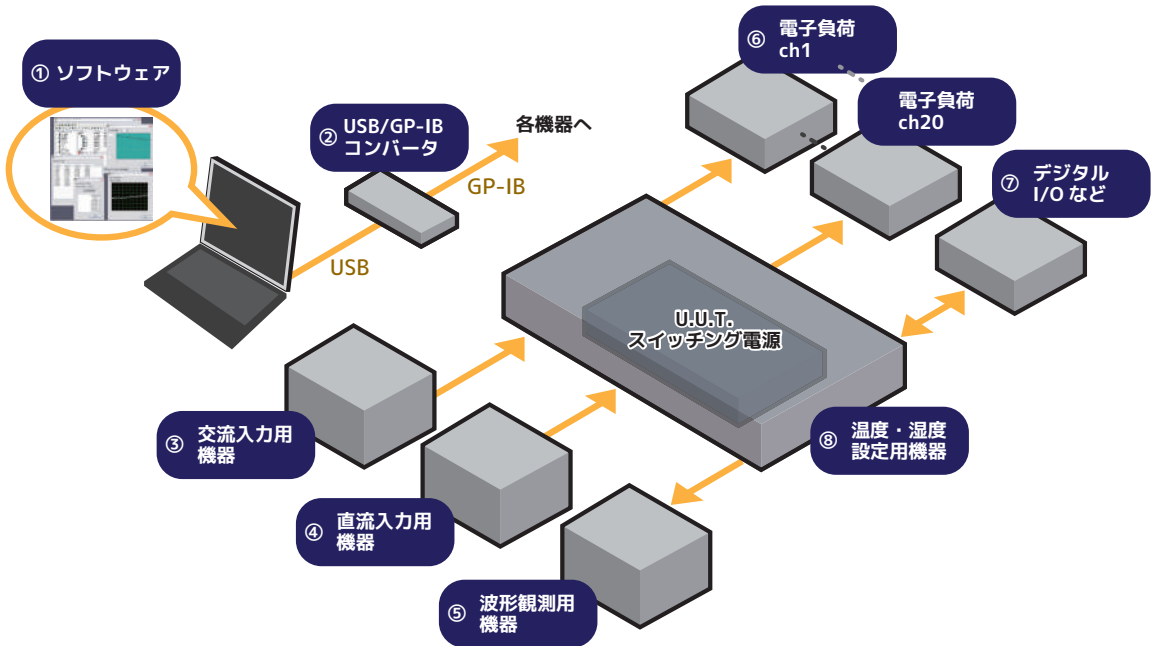 ① ソフトウェア
② USB/GP-IB
コンバータ
各機器へ
GP-IB
USB
⑥ 電子負荷
ch1
電子負荷
ch20
⑦ デジタル
I/O など
U.U.T.
スイッチング電源
③ 交流入力用
機器
④ 直流入力用
機器
⑤ 波形観測用
機器
⑧ 温度・湿度
設定用機器